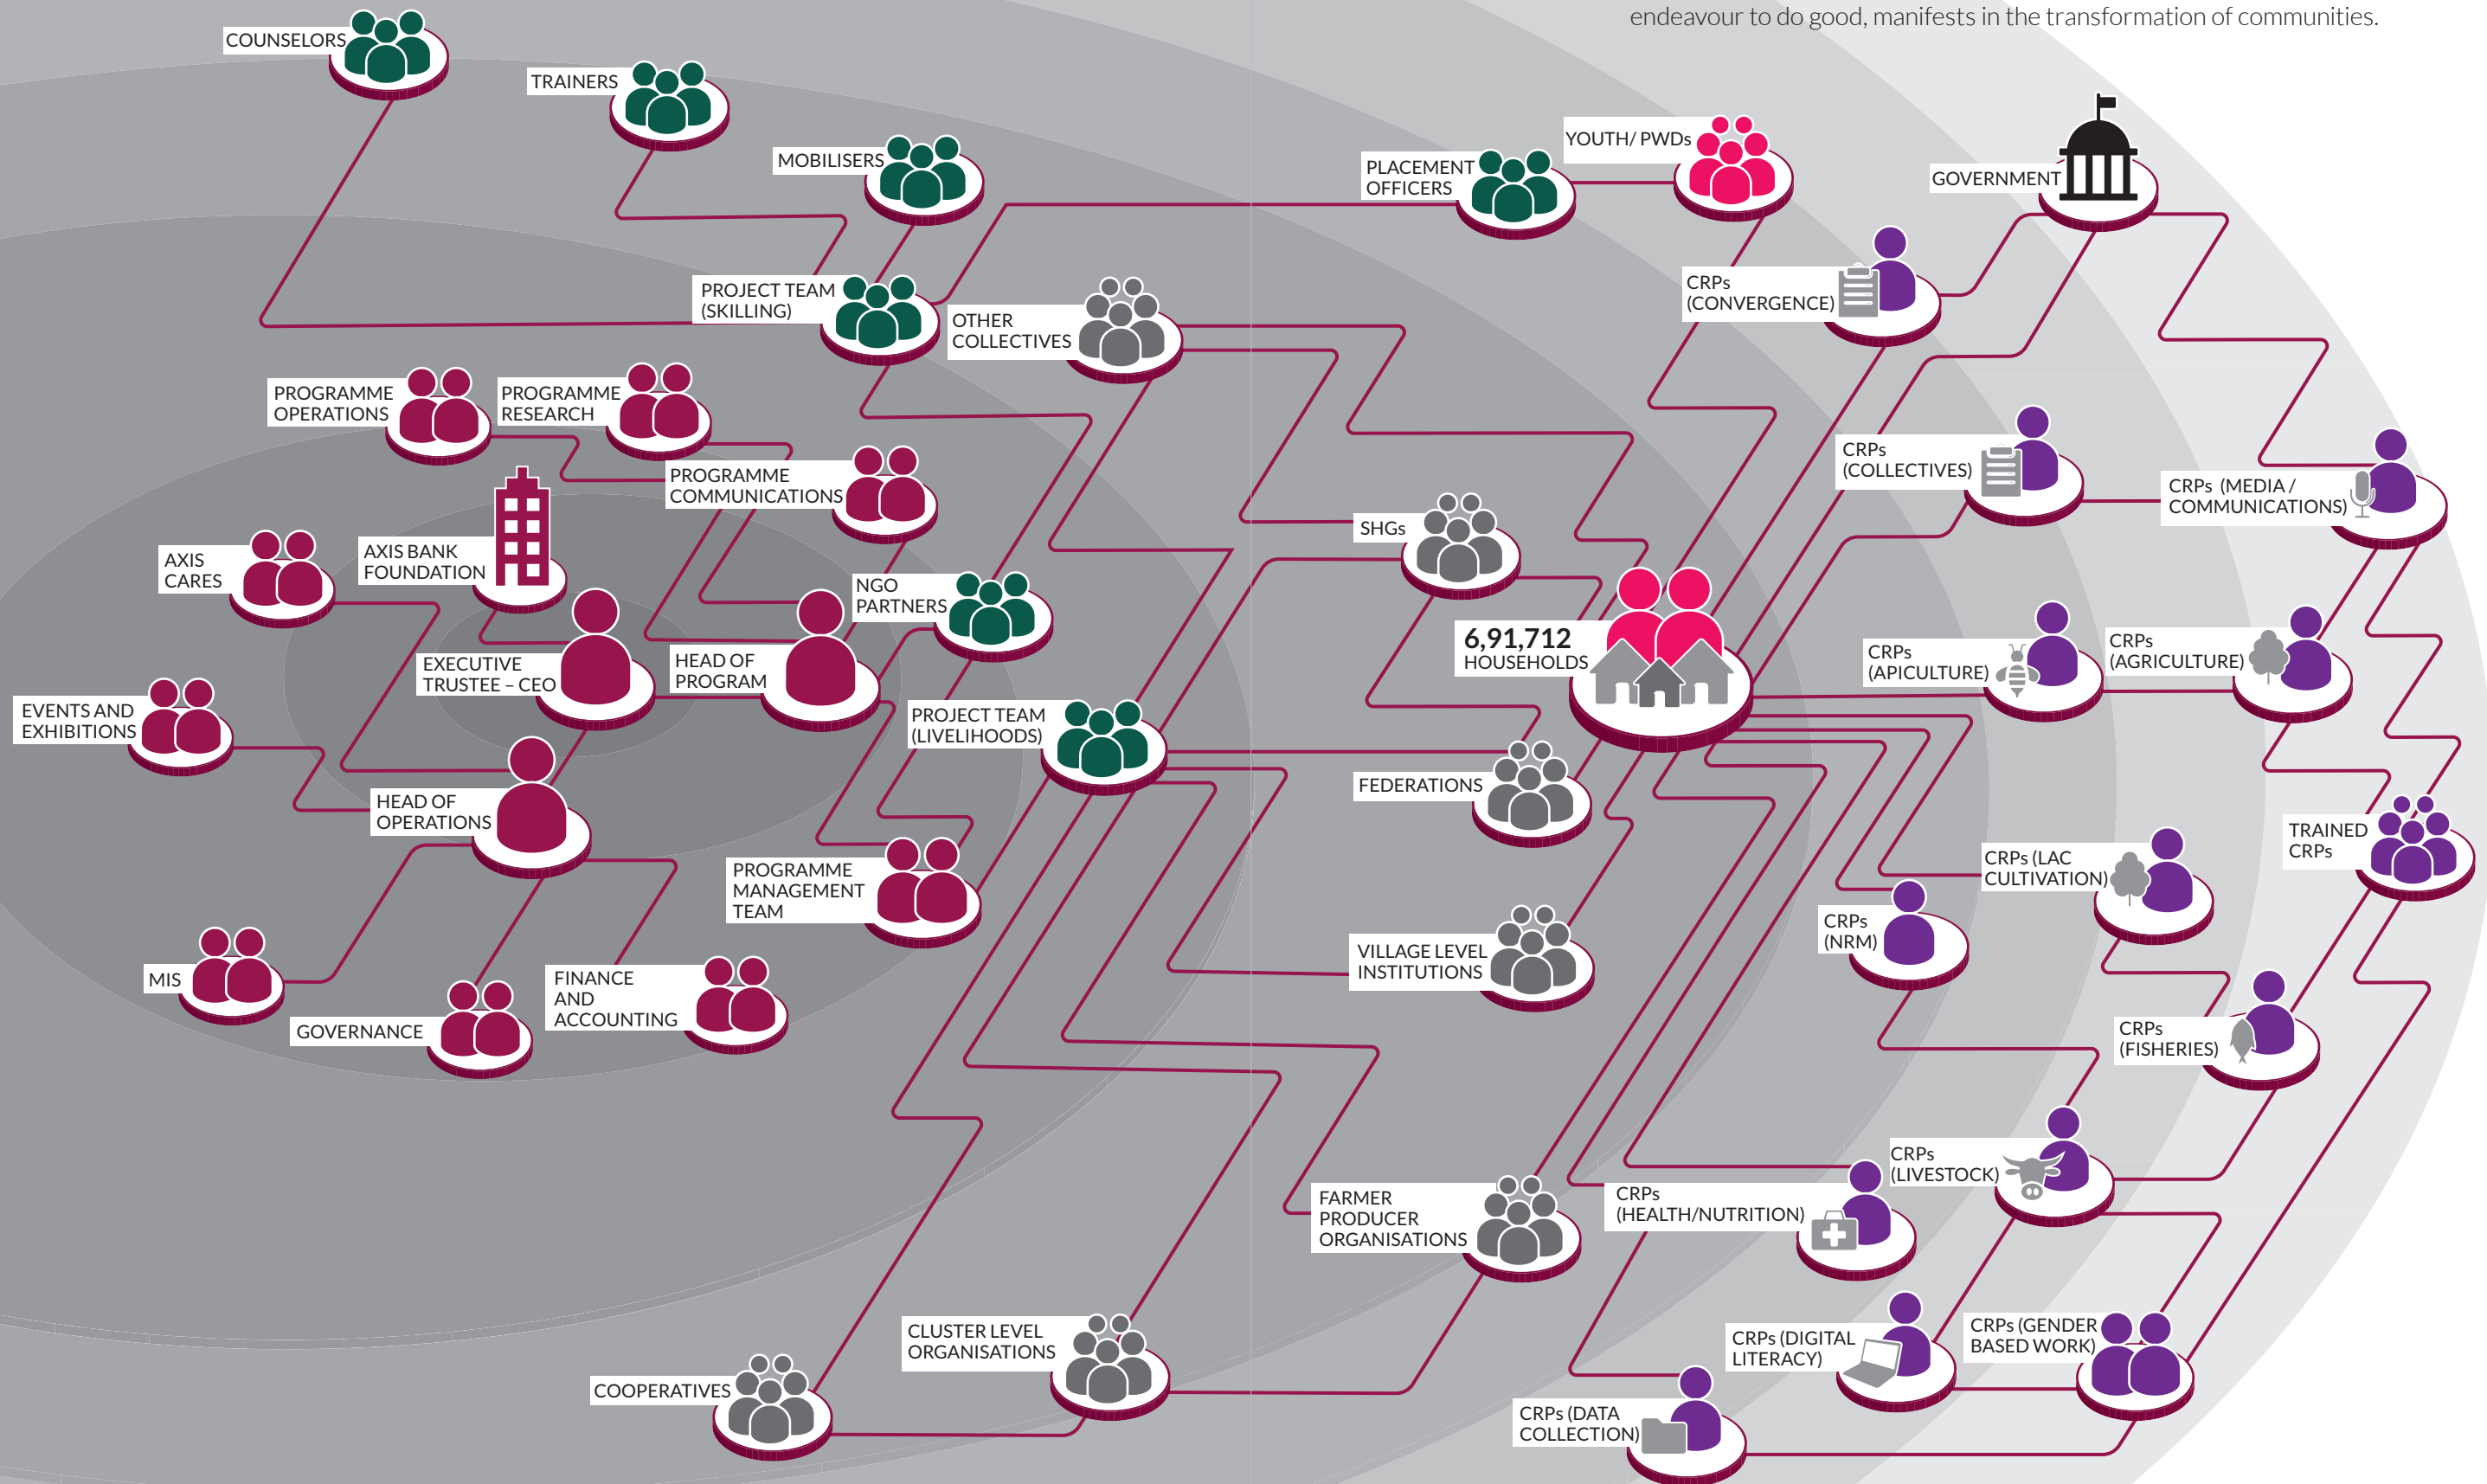 endeavour to do good, manifests in the transformation of communities.
COUNSELORS
TRAINERS
MOBILISERS
PLACEMENT
OFFICERS
YOUTH/ PWDs
GOVERNMENT
PROJECT TEAM
(SKILLING)
OTHER
COLLECTIVES
CRPs
(CONVERGENCE)
PROGRAMME
OPERATIONS
PROGRAMME
RESEARCH
PROGRAMME
COMMUNICATIONS
CRPs
(COLLECTIVES)
CRPs (MEDIA /
COMMUNICATIONS)
SHGs
AXIS
CARES
AXIS BANK
FOUNDATION
NGO
PARTNERS
6,91,712
HOUSEHOLDS
CRPs
(APICULTURE)
CRPs
(AGRICULTURE)
EXECUTIVE
TRUSTEE – CEO
HEAD OF
PROGRAM
EVENTS AND
EXHIBITIONS
PROJECT TEAM
(LIVELIHOODS)
FEDERATIONS
HEAD OF
OPERATIONS
TRAINED
CRPs
PROGRAMME
MANAGEMENT
TEAM
CRPs (LAC
CULTIVATION)
CRPs
(NRM)
VILLAGE LEVEL
INSTITUTIONS
MIS
FINANCE
AND
ACCOUNTING
GOVERNANCE
CRPs
(FISHERIES)
CRPs
(LIVESTOCK)
FARMER
PRODUCER
ORGANISATIONS
CRPs
(HEALTH/NUTRITION)
CLUSTER LEVEL
ORGANISATIONS
CRPs (DIGITAL
LITERACY)
CRPs (GENDER
BASED WORK)
COOPERATIVES
CRPs (DATA
COLLECTION)